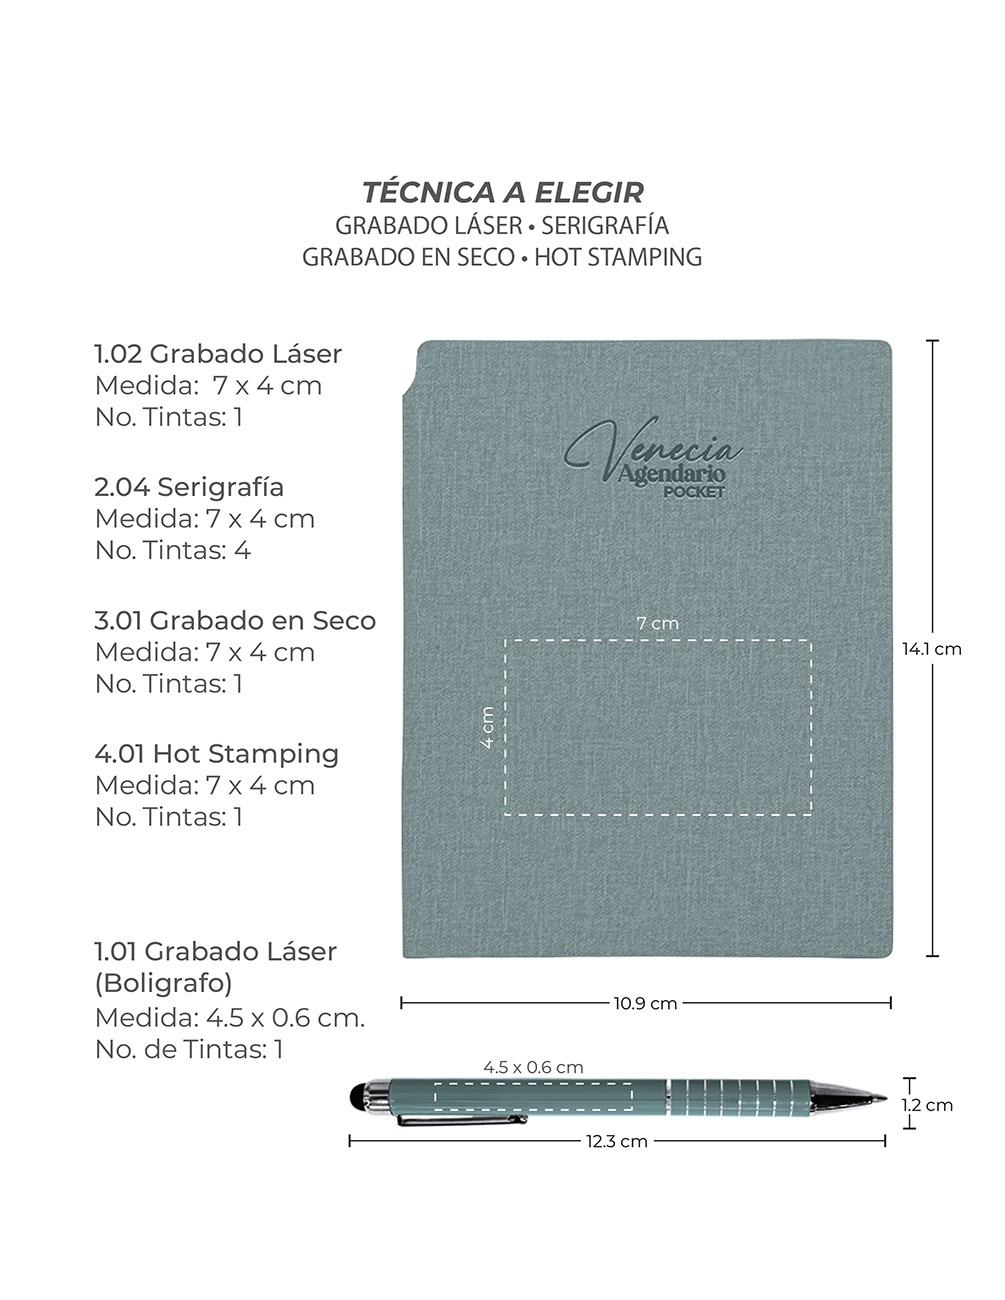 TÉCNICA A ELEGIR
GRABADO LÁSER • SERIGRAFÍA
GRABADO EN SECO • HOT STAMPING
1.02 Grabado Láser
Medida: 7 x 4 cm
No. Tintas: 1
2.04 Serigrafía
Medida: 7 x 4 cm
No. Tintas: 4
3.01 Grabado en Seco
Medida: 7 x 4 cm
No. Tintas: 1
4.01 Hot Stamping
Medida: 7 x 4 cm
No. Tintas: 1
1.01 Grabado Láser
(Boligrafo)
Medida: 4.5 x 0.6 cm.
No. de Tintas: 1
Venecia
Agendario
POCKET
7 cm
4 cm
14.1 cm
10.9 cm
4.5 x 0.6 cm
1.2 cm
12.3 cm